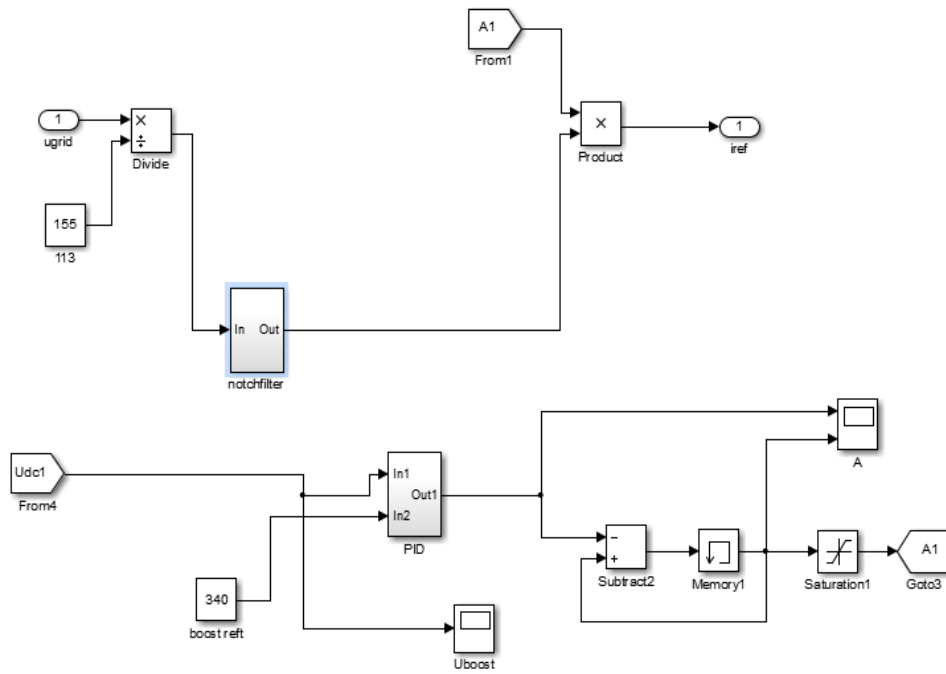 A1
From1
1
ugrid
×
÷
Divide
×
Product
1
iref
155
113
In Out
notchfilter
A
Udc1
From4
In1
Out1
In2
PID
−
+
Subtract2
Memory1
Saturation1
A1
Goto3
340
boost reft
Uboost